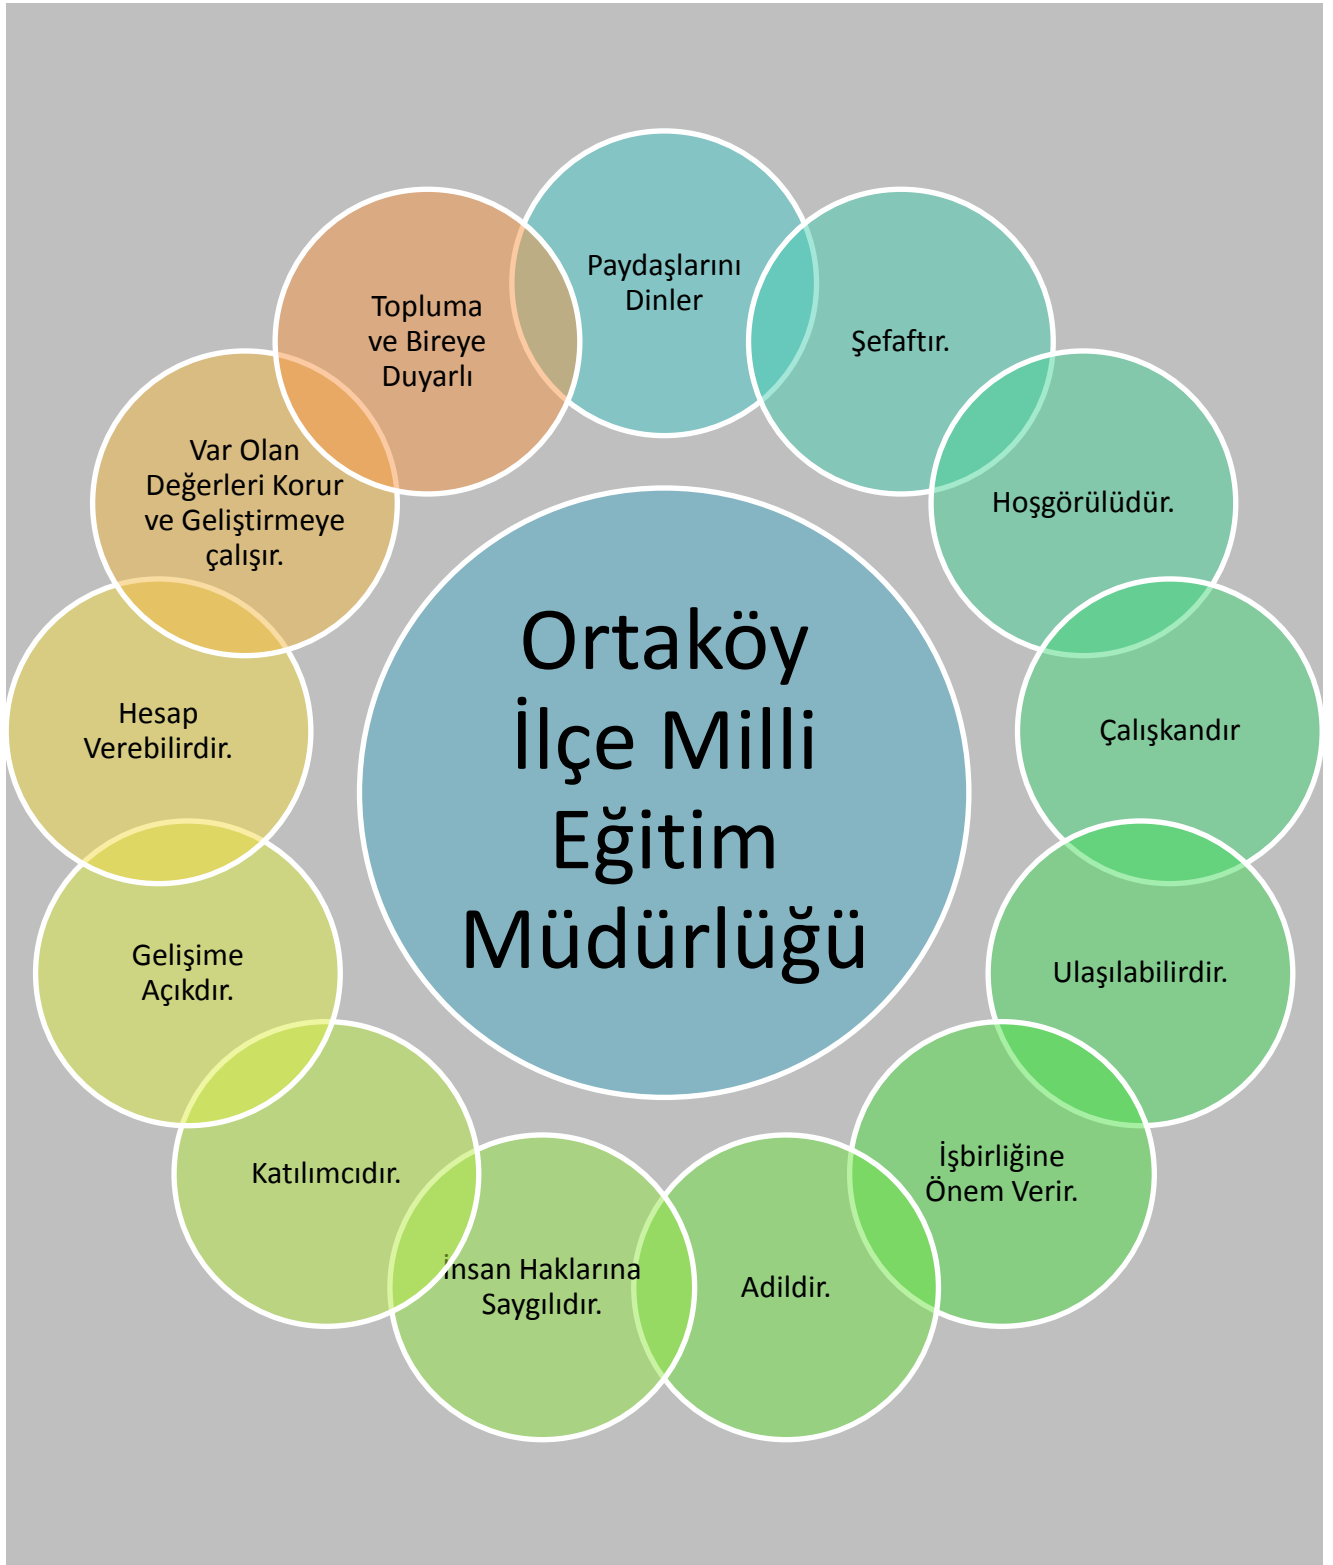 Paydaşlarını
Dinler
Şefaftır.
Hoşgörülüdür.
Çalışkandır
Ulaşılabilirdir.
İşbirliğine
Önem Verir.
Adildir.
İnsan Haklarına
Saygılıdır.
Katılımcıdır.
Gelişime
Açıkdır.
Hesap
Verebilirdir.
Var Olan
Değerleri Korur
ve Geliştirmeye
çalışır.
Topluma
ve Bireye
Duyarlı
Ortaköy
İlçe Milli
Eğitim
Müdürlüğü